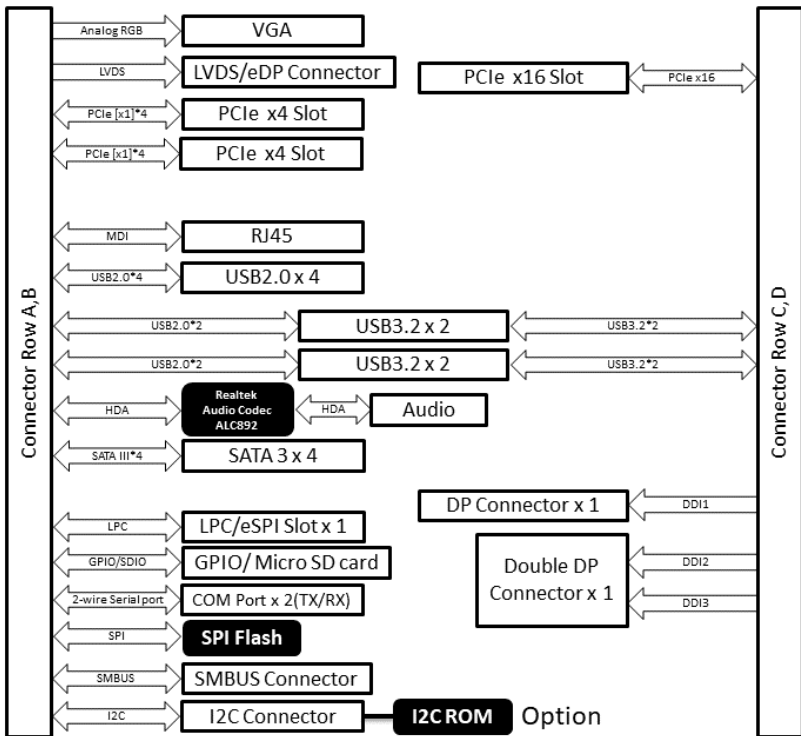 Connector Row A,B
Analog RGB
VGA
LVDS
LVDS/eDP Connector
PCIe x16 Slot
PCIe x16
PCIe [x1]*4
PCIe x4 Slot
PCIe [x1]*4
PCIe x4 Slot
MDI
RJ45
USB2.0*4
USB2.0 x 4
USB2.0*2
USB3.2 x 2
USB3.2*2
USB2.0*2
USB3.2 x 2
USB3.2*2
HDA
Realtek
Audio Codec
ALC892
HDA
Audio
SATA III*4
SATA 3 x 4
DP Connector x 1
DDI1
LPC
LPC/eSPI Slot x 1
GPIO/SDIO
GPIO/ Micro SD card
Double DP
Connector x 1
DDI2
DDI3
2-wire Serial port
COM Port x 2(TX/RX)
SPI
SPI Flash
SMBUS
SMBUS Connector
I2C
I2C Connector
I2C ROM
Option
Connector Row C,D